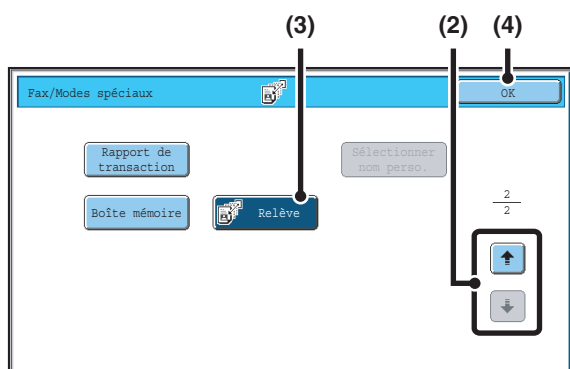 (3) (2) (4)
Fax/Modes spéciaux OK
Rapport de
transaction
Sélectionner
nom perso.
Boîte mémoire Relève
2
2